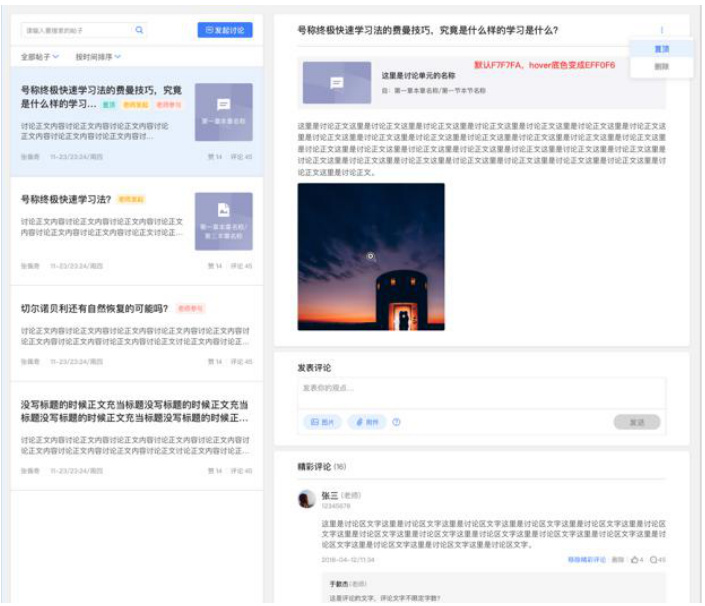 请输入要搜索的帖子
发起讨论
全部帖子
按时间排序
号称终极快速学习法的费曼技巧，究竟
是什么样的学习... 置顶 老师发起 老师参与
讨论正文内容讨论正文内容讨论正文内容讨论
正文内容讨论正文内容讨论正文内容讨...
第一章本章名称
张佩奇 11-23/23:24/周四
赞 14 评论 45
号称终极快速学习法？ 老师发起
讨论正文内容讨论正文内容讨论正文内容讨论正文
内容讨论正文内容讨论正文内容讨论正文讨论正...
第一章本章名称/
第二节章名称
张佩奇 11-23/23:24/周四
赞 14 评论 45
切尔诺贝利还有自然恢复的可能吗？ 老师参与
讨论正文内容讨论正文内容讨论正文内容讨论正文内容讨论正文内容讨
论正文内容讨论正文内容讨论正文内容讨论正文讨论正文内容讨论正...
张佩奇 11-23/23:24/周四
赞 14 评论 45
没写标题的时候正文充当标题没写标题的时候正文充当
标题没写标题的时候正文充当标题没写标题的时候正...
讨论正文内容讨论正文内容讨论正文内容讨论正文内容讨论正文内容讨
论正文内容讨论正文内容讨论正文内容讨论正文讨论正文内容讨论正...
张佩奇 11-23/23:24/周四
赞 14 评论 45
号称终极快速学习法的费曼技巧，究竟是什么样的学习是什么？
置顶
删除
默认F7F7FA，hover底色变成EFF0F6
这里是讨论单元的名称
自：第一章本章名称/第一节本节名称
这里是讨论正文这里是讨论正文这里是讨论正文这里是讨论正文这里是讨论正文这里是讨论正文这里是讨论正文这
里是讨论正文这里是讨论正文这里是讨论正文这里是讨论正文这里是讨论正文这里是讨论正文这里是讨论正文这里
是讨论正文这里是讨论正文这里是讨论正文这里是讨论正文这里是讨论正文这里是讨论正文这里是讨论正文这里是
讨论正文这里是讨论正文这里是讨论正文这里是讨论正文这里是讨论正文这里是讨论正文这里是讨论正文这里是讨
论正文这里是讨论正文。
发表评论
发表你的观点...
图片
附件
发送
精彩评论 (16)
张三 (老师)
12345678
这里是讨论区文字这里是讨论区文字这里是讨论区文字这里是讨论区文字这里是讨论区文字这里是讨论区
文字这里是讨论区文字这里是讨论区文字这里是讨论区文字这里是讨论区文字这里是讨论区文字这里是讨
论区文字这里是讨论区文字这里是讨论区文字这里是讨论区文字。
2018-04-12/11:34
移除精彩评论 删除 4 45
于歆杰(老师)
这是评论的文字，评论文字不限定字数？